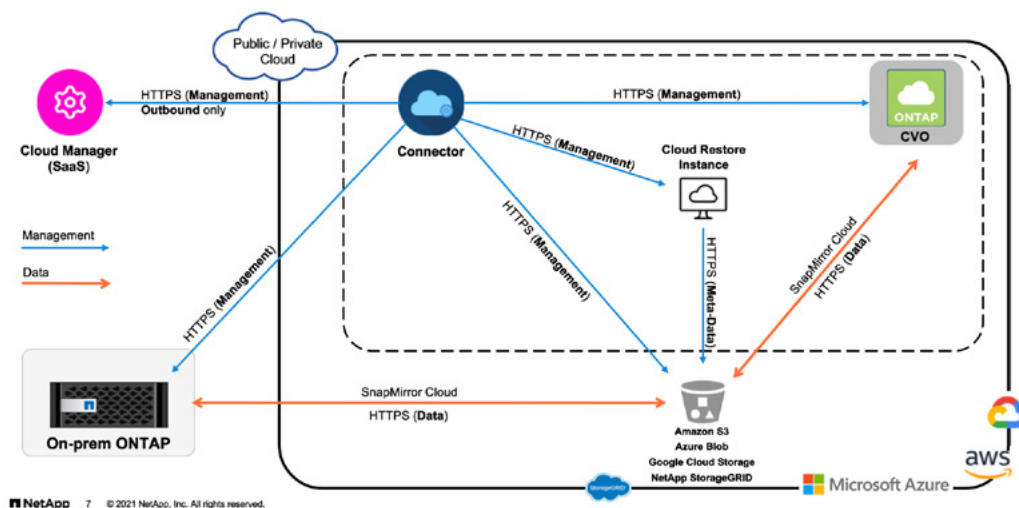 Public / Private
Cloud
HTTPS (Management)
Outbound only
Cloud Manager
(SaaS)
Connector
HTTPS (Management)
ONTAP
CVO
HTTPS (Management)
Cloud Restore
Instance
Management
Data
HTTPS (Management)
HTTPS (Management)
HTTPS (Meta-Data)
SnapMirror Cloud
HTTPS (Data)
On-prem ONTAP
SnapMirror Cloud
HTTPS (Data)
Amazon S3
Azure Blob
Google Cloud Storage
NetApp StorageGRID
StorageGRID
Microsoft Azure
aws
NetApp 7 © 2021 NetApp, Inc. All rights reserved.